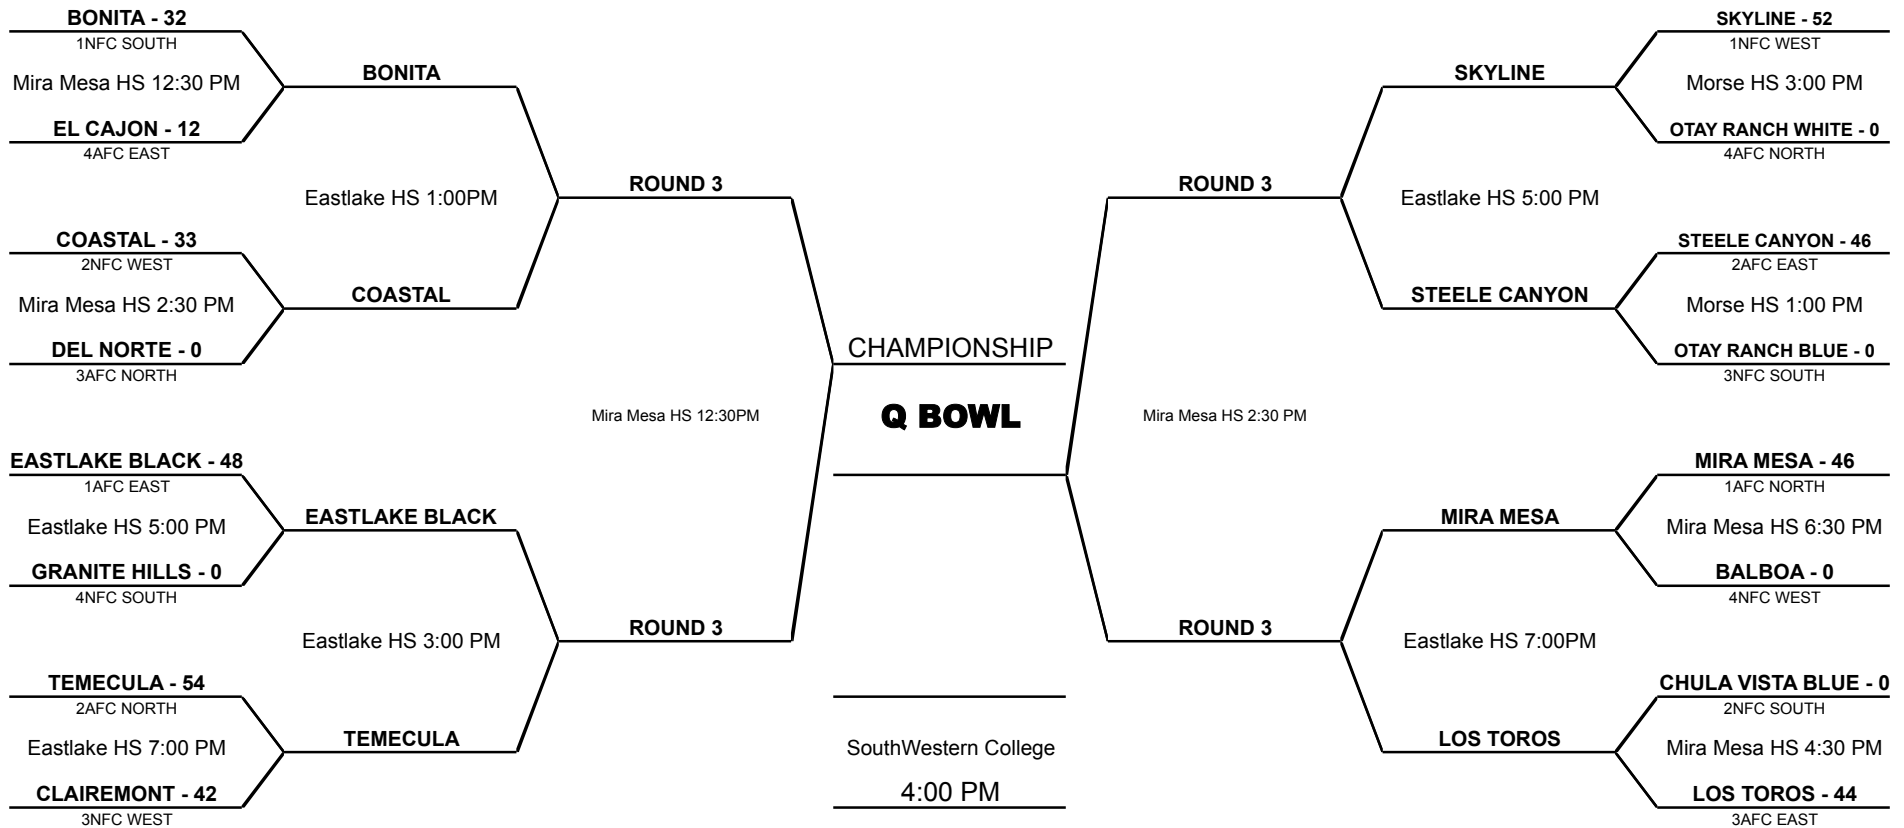 BONITA - 32
1NFC SOUTH
Mira Mesa HS 12:30 PM
EL CAJON - 12
4AFC EAST
COASTAL - 33
2NFC WEST
Mira Mesa HS 2:30 PM
DEL NORTE - 0
3AFC NORTH
EASTLAKE BLACK - 48
1AFC EAST
Eastlake HS 5:00 PM
GRANITE HILLS - 0
4NFC SOUTH
TEMECULA - 54
2AFC NORTH
Eastlake HS 7:00 PM
CLAIREMONT - 42
3NFC WEST
BONITA
Eastlake HS 1:00PM
COASTAL
EASTLAKE BLACK
Eastlake HS 3:00 PM
TEMECULA
ROUND 3
Mira Mesa HS 12:30PM
ROUND 3
CHAMPIONSHIP
Q BOWL
SouthWestern College
4:00 PM
ROUND 3
Mira Mesa HS 2:30 PM
ROUND 3
SKYLINE
Eastlake HS 5:00 PM
STEELE CANYON
MIRA MESA
Eastlake HS 7:00PM
LOS TOROS
SKYLINE - 52
1NFC WEST
Morse HS 3:00 PM
OTAY RANCH WHITE - 0
4AFC NORTH
STEELE CANYON - 46
2AFC EAST
Morse HS 1:00 PM
OTAY RANCH BLUE - 0
3NFC SOUTH
MIRA MESA - 46
1AFC NORTH
Mira Mesa HS 6:30 PM
BALBOA - 0
4NFC WEST
CHULA VISTA BLUE - 0
2NFC SOUTH
Mira Mesa HS 4:30 PM
LOS TOROS - 44
3AFC EAST